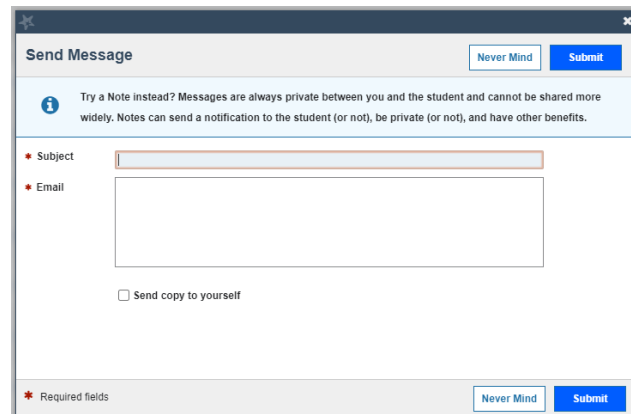 Send Message
Never Mind
Submit
Try a Note instead? Messages are always private between you and the student and cannot be shared more
widely. Notes can send a notification to the student (or not), be private (or not), and have other benefits.
* Subject
* Email
Send copy to yourself
* Required fields
Never Mind
Submit